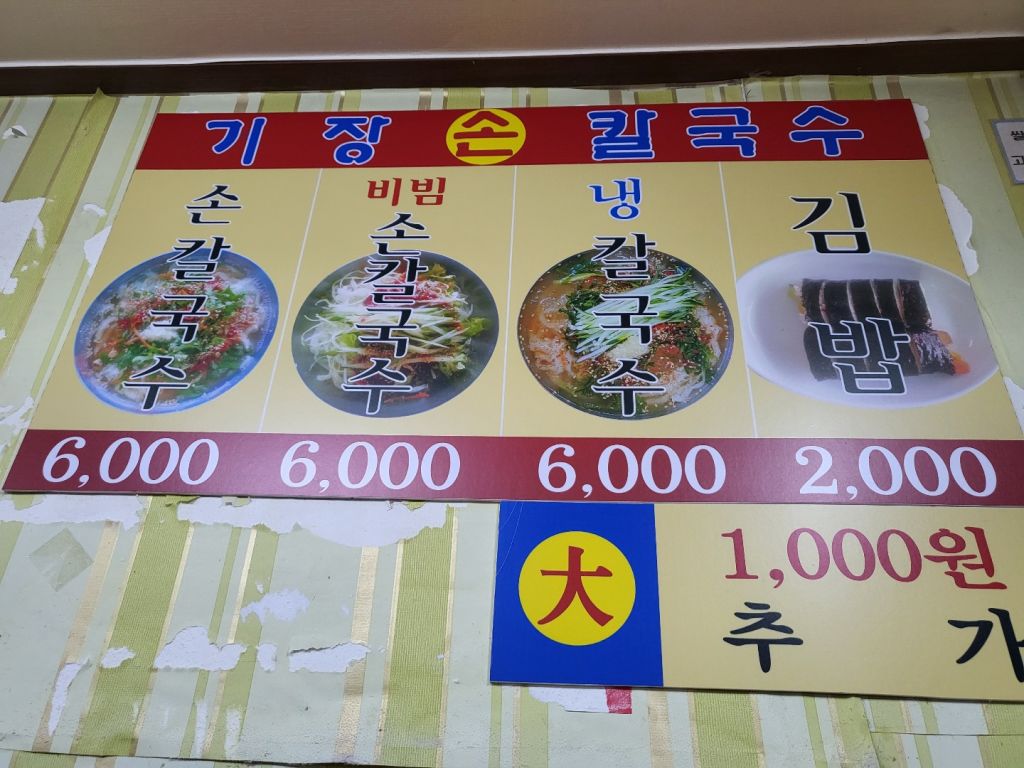 기장 손 칼국수
손칼국수
비빔
손칼국수
냉
칼국수
김밥
6,000 6,000 6,000 2,000
大 1,000원
추가
쌀